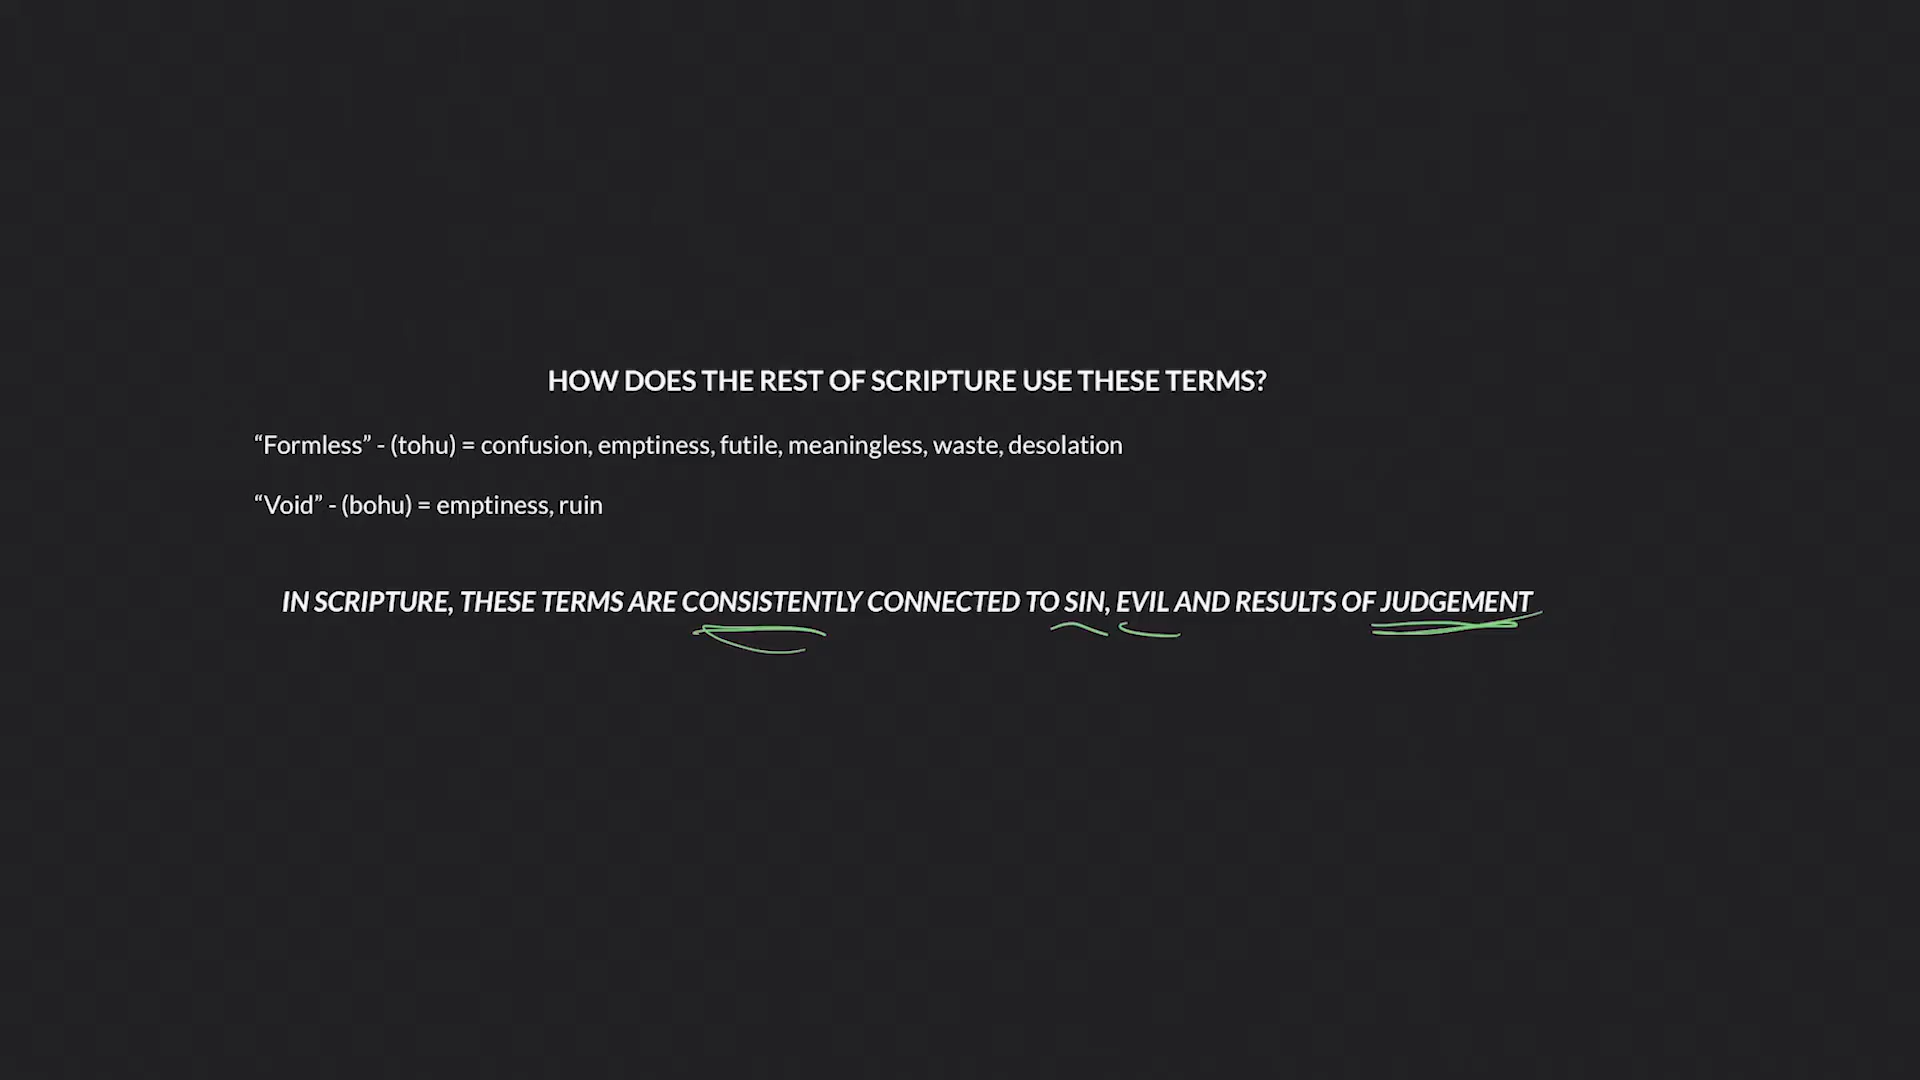 HOW DOES THE REST OF SCRIPTURE USE THESE TERMS?
“Formless” - (tohu) = confusion, emptiness, futile, meaningless, waste, desolation
“Void” - (bohu) = emptiness, ruin
IN SCRIPTURE, THESE TERMS ARE CONSISTENTLY CONNECTED TO SIN, EVIL AND RESULTS OF JUDGEMENT